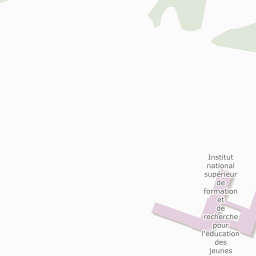 Institut
national
supérieur
de
formation
et
de
recherche
pour
l'éducation
des
jeunes